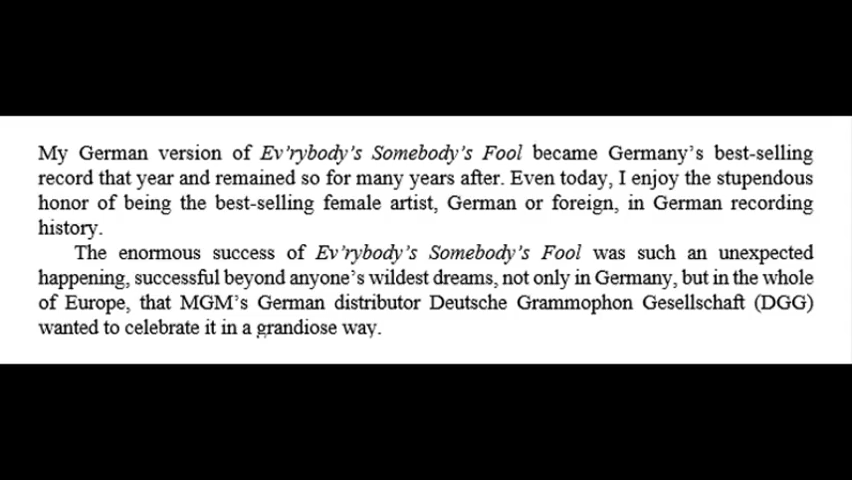 My German version of Ev’rybody’s Somebody’s Fool became Germany’s best-selling
record that year and remained so for many years after. Even today, I enjoy the stupendous
honor of being the best-selling female artist, German or foreign, in German recording
history.
The enormous success of Ev’rybody’s Somebody’s Fool was such an unexpected
happening, successful beyond anyone’s wildest dreams, not only in Germany, but in the whole
of Europe, that MGM’s German distributor Deutsche Grammophon Gesellschaft (DGG)
wanted to celebrate it in a grandiose way.